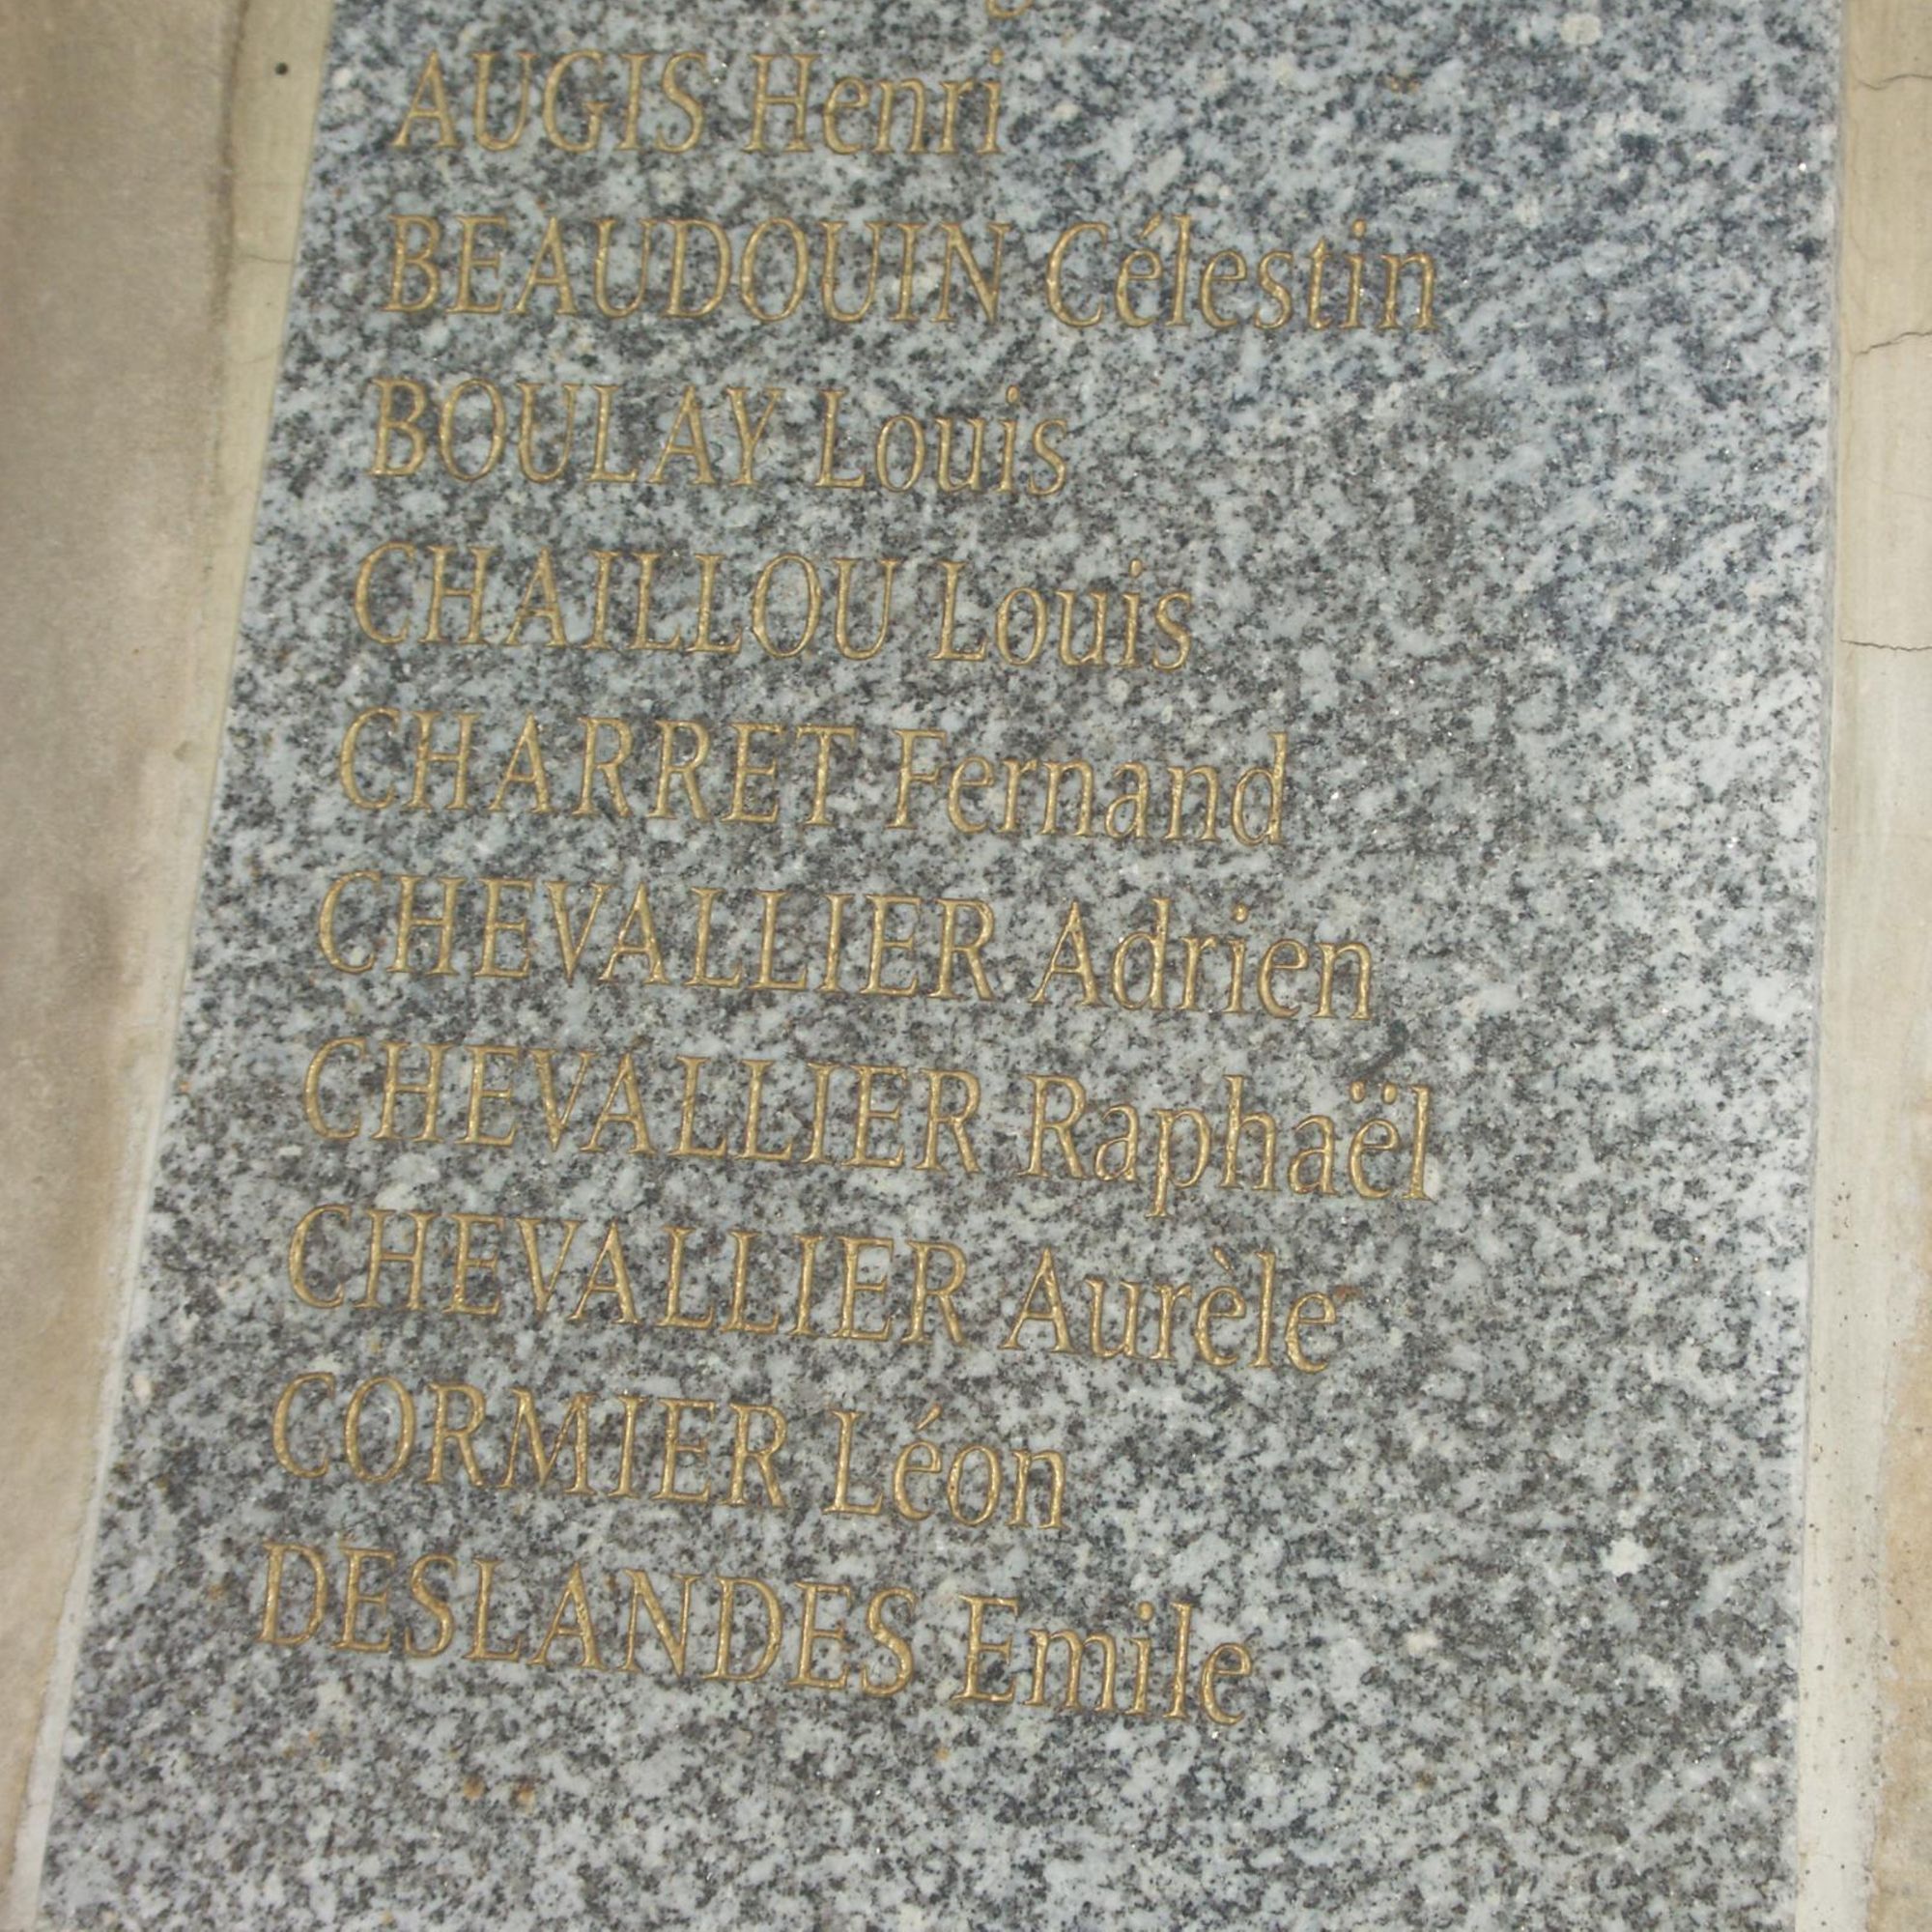 AUGIS Henri
BEAUDOUIN Célestin
BOULAY Louis
CHAILLOU Louis
CHARRET Fernand
CHEVALLIER Adrien
CHEVALLIER Raphaël
CHEVALLIER Aurèle
CORMIER Léon
DESLANDES Emile